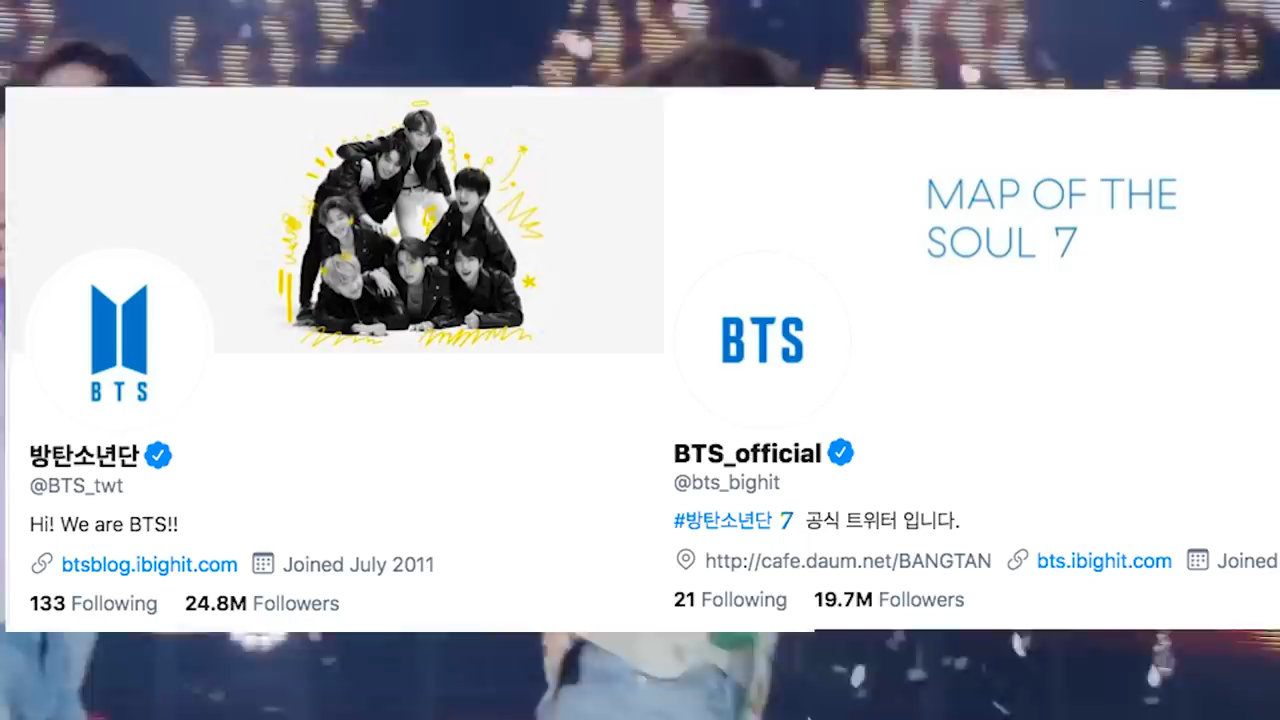 BTS
방탄소년단
@BTS_twt
Hi! We are BTS!!
btsblog.ibighit.com Joined July 2011
133 Following 24.8M Followers
MAP OF THE
SOUL 7
BTS
BTS_official
@bts_bighit
#방탄소년단 7 공식 트위터 입니다.
http://cafe.daum.net/BANGTAN bts.ibighit.com Joined
21 Following 19.7M Followers